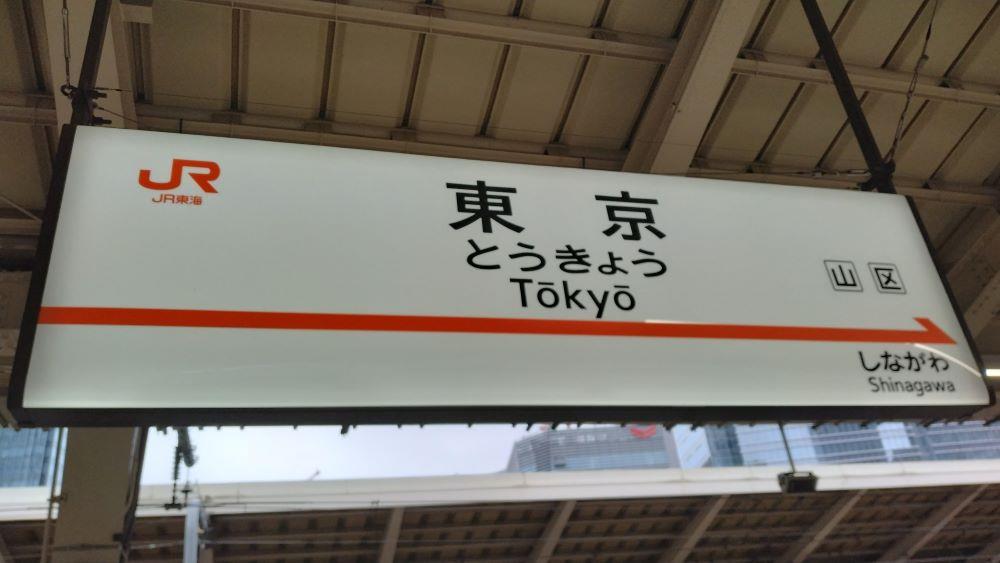 JR
JR東海
東京
とうきょう
Tōkyō
山 区
しながわ
Shinagawa